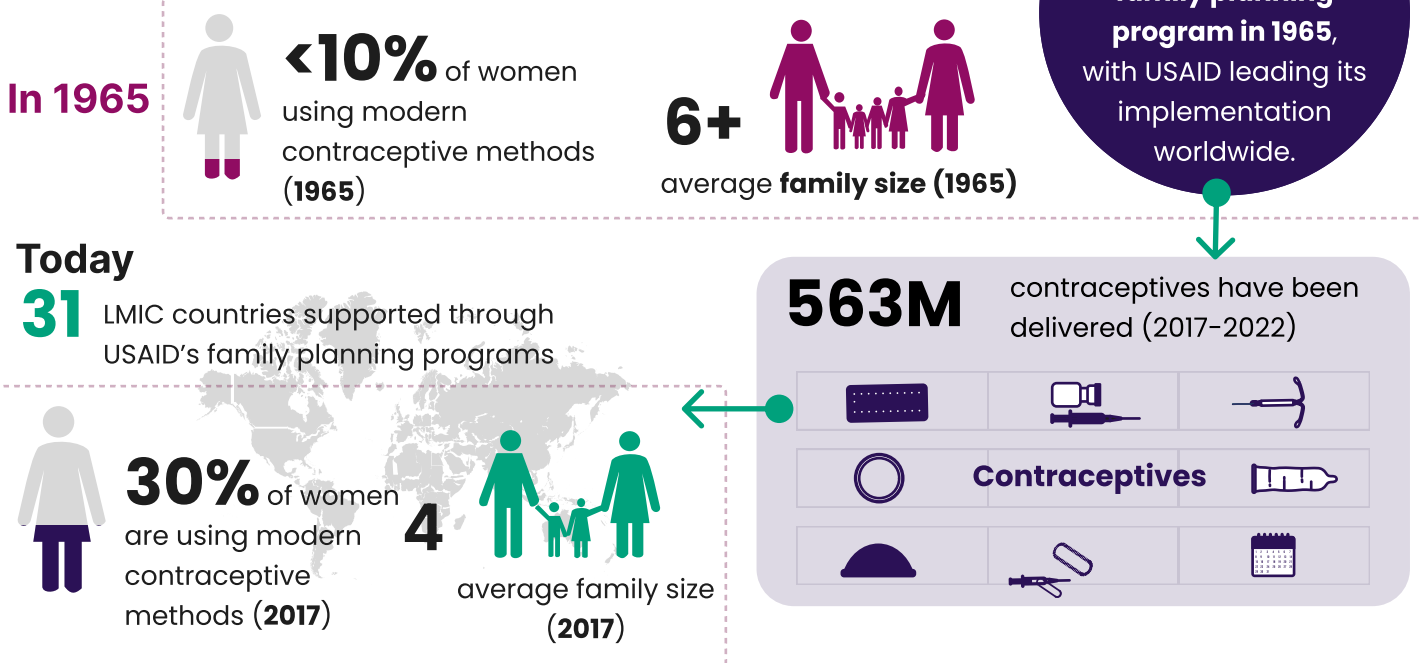 In 1965
<10% of women
using modern
contraceptive methods
(1965)
6+
average family size (1965)
family planning
program in 1965,
with USAID leading its
implementation
worldwide.
Today
31 LMIC countries supported through
USAID’s family planning programs
30% of women
are using modern
contraceptive
methods (2017)
4
average family size
(2017)
563M contraceptives have been
delivered (2017-2022)
Contraceptives